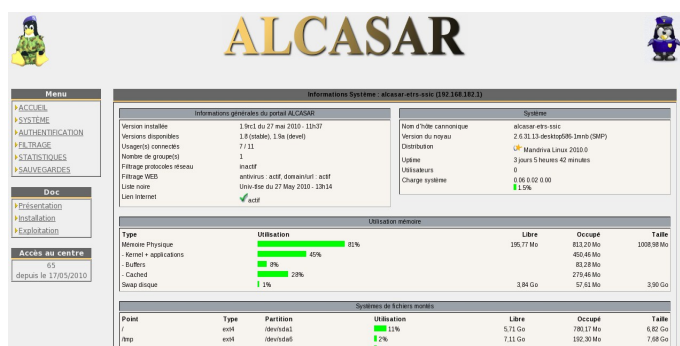 ALCASAR
Menu
ACCUEIL
SYSTÈME
AUTHENTIFICATION
FILTRAGE
STATISTIQUES
SAUVEGARDES
Doc
Présentation
Installation
Exploitation
Accès au centre
65
depuis le 17/05/2010
Informations Système : alcasar-etrs-ssic (192.168.182.1)
Informations générales du portail ALCASAR
Version installée 1.9rc1 du 27 mai 2010 - 11h37
Versions disponibles 1.8 (stable), 1.9a (devel)
Usager(s) connectés 7 / 11
Nombre de groupe(s) 1
Filtrage protocoles réseau inactif
Filtrage WEB antivirus : actif, domain/url : actif
Liste noire Univ-tlse du 27 May 2010 - 13h14
Lien Internet actif
Système
Nom d'hôte cannonique alcasar-etrs-ssic
Version du noyau 2.6.31.13-desktop586-1mnb (SMP)
Distribution Mandriva Linux 2010.0
Uptime 3 jours 5 heures 42 minutes
Utilisateurs 0
Charge système 0.06 0.02 0.00
1.5%
Utilisation mémoire
Type Utilisation Libre Occupé Taille
Mémoire Physique 81% 195,77 Mo 813,20 Mo 1008,98 Mo
- Kernel + applications 45% 450,46 Mo
- Buffers 8% 83,28 Mo
- Cached 28% 279,46 Mo
Swap disque 1% 3,84 Go 57,61 Mo 3,90 Go
Systèmes de fichiers montés
Point Type Partition Utilisation Libre Occupé Taille
/ ext4 /dev/sda1 11% 5,71 Go 780,17 Mo 6,82 Go
/tmp ext4 /dev/sda6 2% 7,11 Go 192,30 Mo 7,68 Go